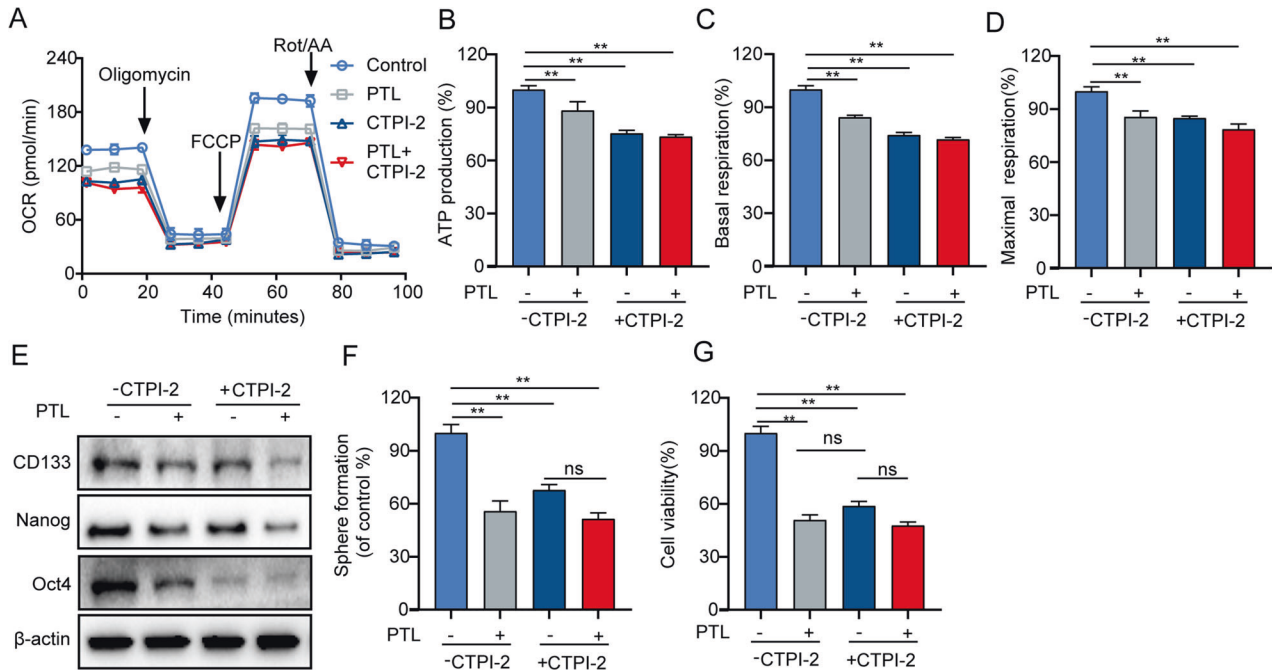 A
OCR (pmol/min)
240
180
120
60
0
0
20
40
60
80
100
Time (minutes)
Oligomycin
FCCP
Rot/AA
Control
PTL
CTPI-2
PTL+
CTPI-2
B
ATP production (%)
120
90
60
30
0
**
**
**
PTL - + - +
-CTPI-2 +CTPI-2
C
Basal respiration (%)
120
90
60
30
0
**
**
**
PTL - + - +
-CTPI-2 +CTPI-2
D
Maximal respiration(%)
120
90
60
30
0
**
**
**
PTL - + - +
-CTPI-2 +CTPI-2
E
-CTPI-2 +CTPI-2
PTL - + - +
CD133
Nanog
Oct4
β-actin
F
Sphere formation
(of control %)
120
90
60
30
0
**
**
**
ns
PTL - + - +
-CTPI-2 +CTPI-2
G
Cell viability(%)
120
90
60
30
0
**
**
**
ns
ns
PTL - + - +
-CTPI-2 +CTPI-2